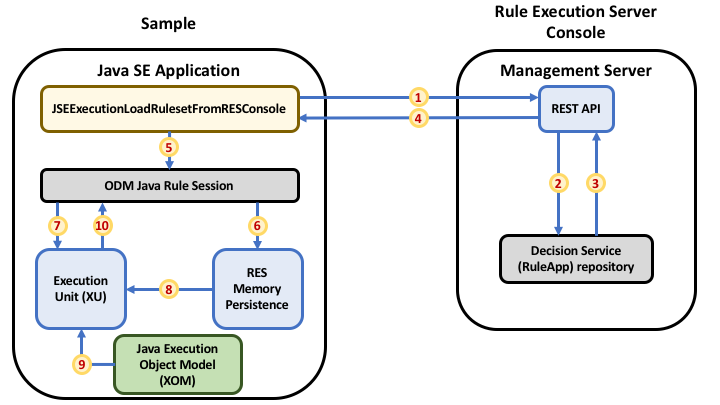 Sample
Rule Execution Server
Console
Java SE Application
Management Server
JSEExecutionLoadRulesetFromRESConsole
1
REST API
4
5
ODM Java Rule Session
2
3
7
10
6
Decision Service
(RuleApp) repository
Execution
Unit (XU)
8
RES
Memory
Persistence
Java Execution
Object Model
(XOM)
9